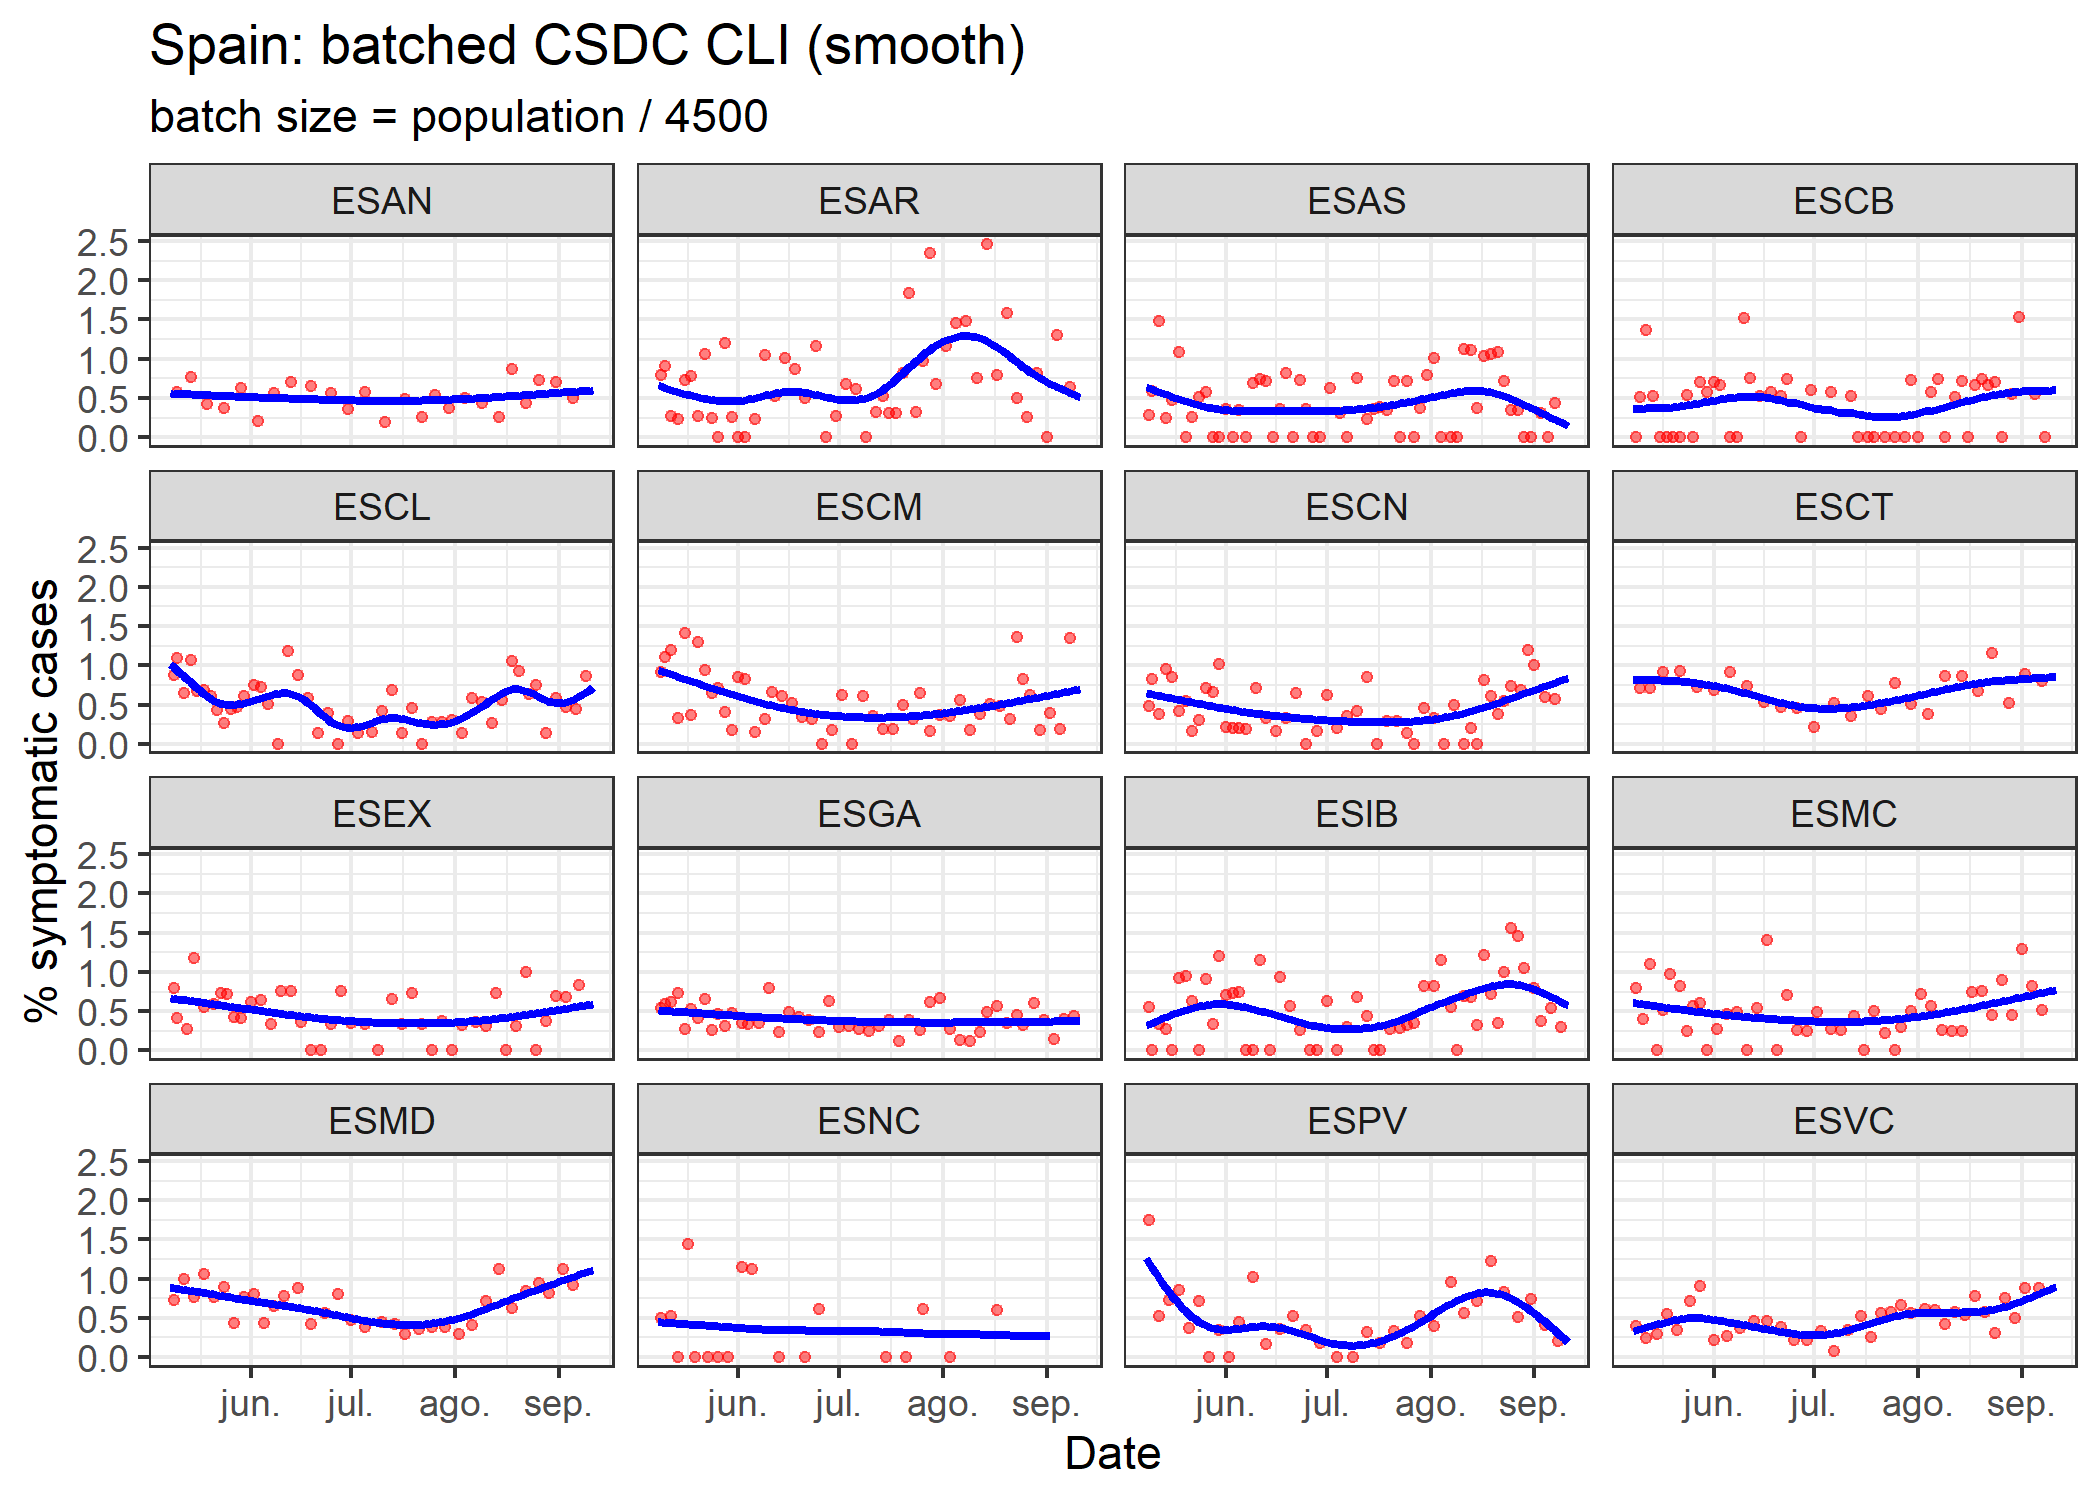 Spain: batched CSDC CLI (smooth)
batch size = population / 4500
ESAN ESAR ESAS ESCB
2.5
2.0
1.5
1.0
0.5
0.0
ESCL ESCM ESCN ESCT
2.5
2.0
1.5
1.0
0.5
0.0
ESEX ESGA ESIB ESMC
2.5
2.0
1.5
1.0
0.5
0.0
ESMD ESNC ESPV ESVC
2.5
2.0
1.5
1.0
0.5
0.0
% symptomatic cases
jun. jul. ago. sep. jun. jul. ago. sep. jun. jul. ago. sep. jun. jul. ago. sep.
Date